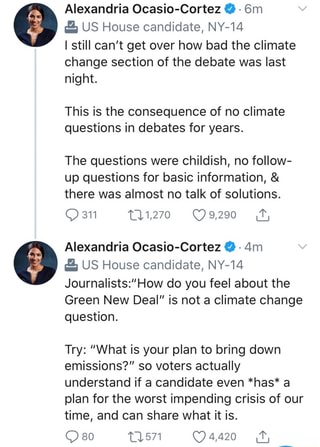 Alexandria Ocasio-Cortez · 6m
US House candidate, NY-14
I still can't get over how bad the climate
change section of the debate was last
night.
This is the consequence of no climate
questions in debates for years.
The questions were childish, no follow-
up questions for basic information, &
there was almost no talk of solutions.
311 1,270 9,290
Alexandria Ocasio-Cortez · 4m
US House candidate, NY-14
Journalists:“How do you feel about the
Green New Deal” is not a climate change
question.
Try: “What is your plan to bring down
emissions?” so voters actually
understand if a candidate even *has* a
plan for the worst impending crisis of our
time, and can share what it is.
80 571 4,420